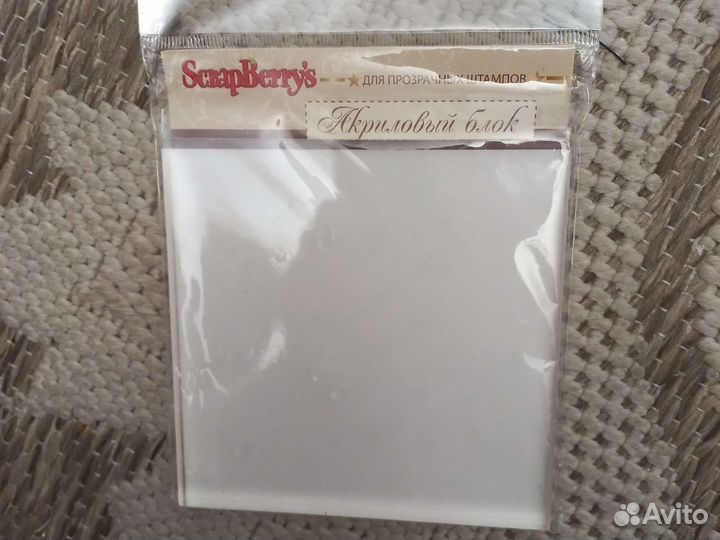 ScrapBerry's
ДЛЯ ПРОЗРАЧНЫХ ШТАМПОВ
Акриловый блок
Avito